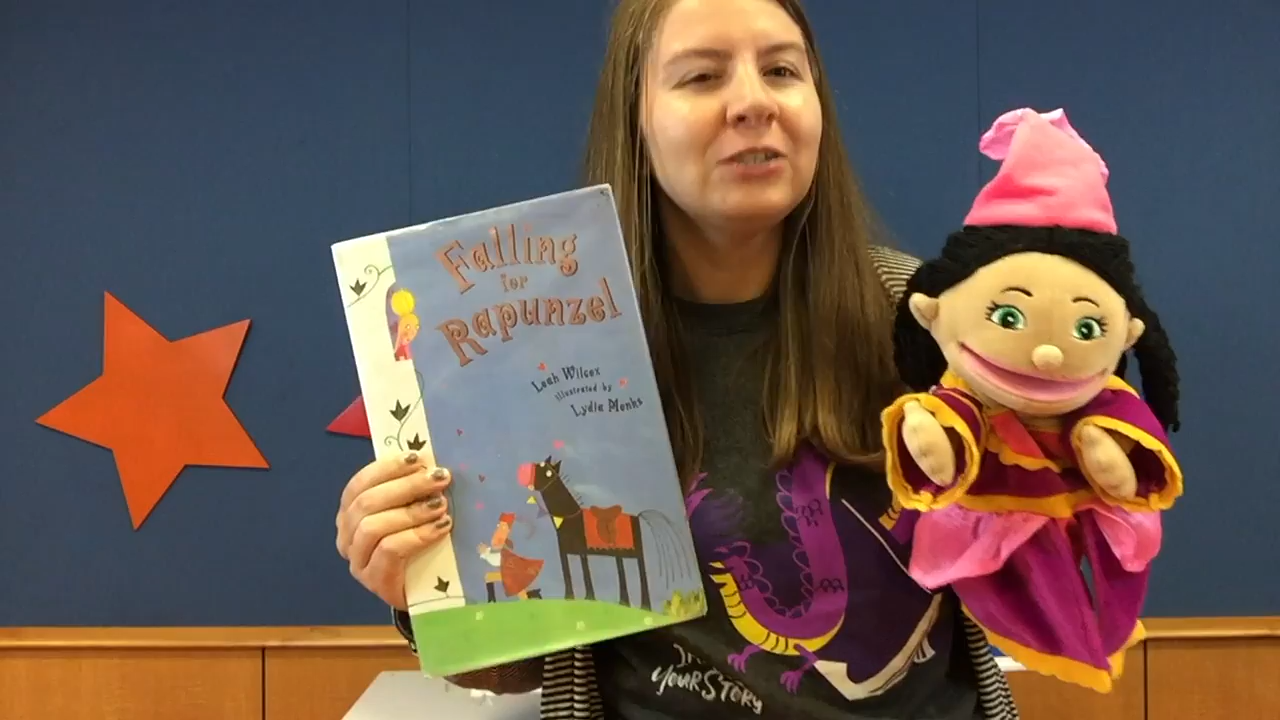 Falling
for
Rapunzel
Leah Wilcox
illustrated by
Lydia Monks
YOUR STORY